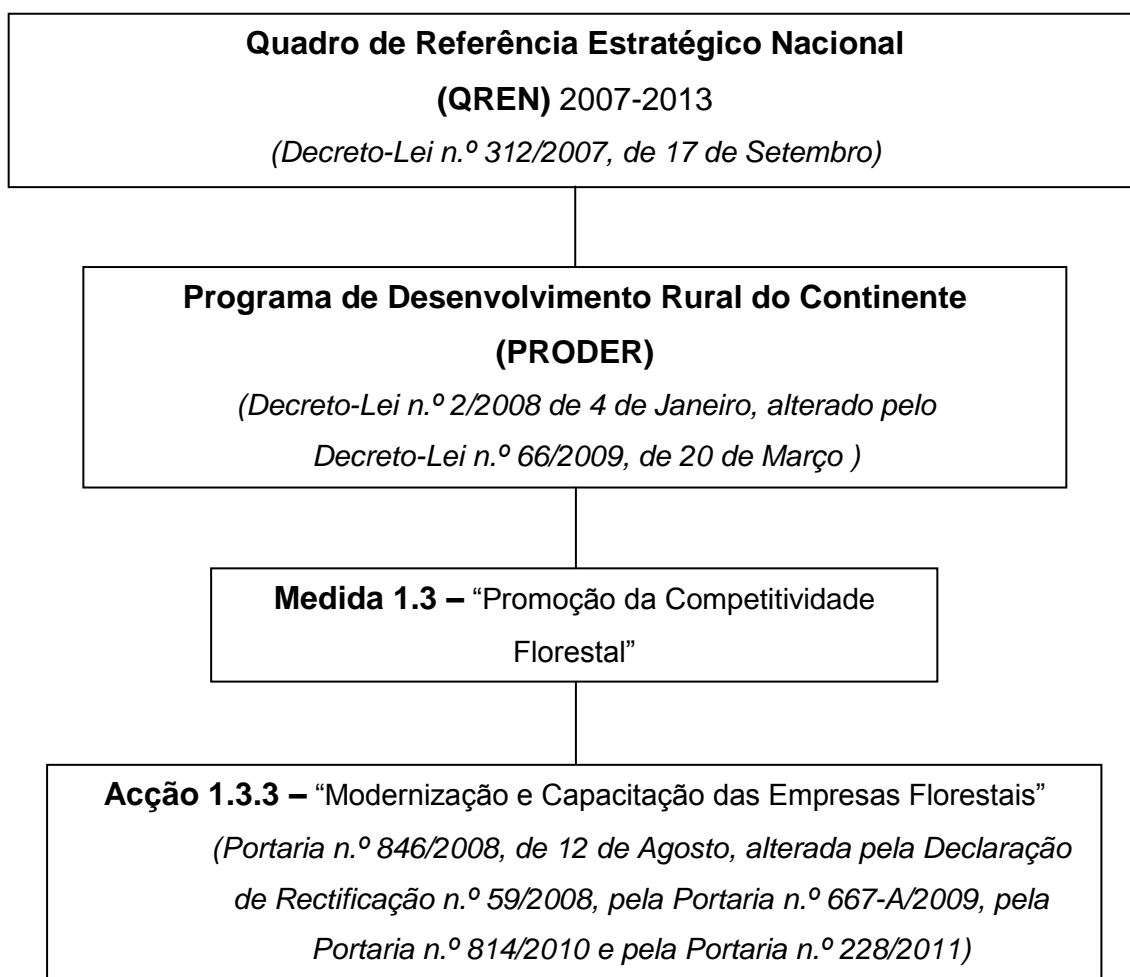 Quadro de Referência Estratégico Nacional
(QREN) 2007-2013
(Decreto-Lei n.º 312/2007, de 17 de Setembro)
Programa de Desenvolvimento Rural do Continente
(PRODER)
(Decreto-Lei n.º 2/2008 de 4 de Janeiro, alterado pelo
Decreto-Lei n.º 66/2009, de 20 de Março )
Medida 1.3 – “Promoção da Competitividade
Florestal”
Acção 1.3.3 – “Modernização e Capacitação das Empresas Florestais”
(Portaria n.º 846/2008, de 12 de Agosto, alterada pela Declaração
de Rectificação n.º 59/2008, pela Portaria n.º 667-A/2009, pela
Portaria n.º 814/2010 e pela Portaria n.º 228/2011)